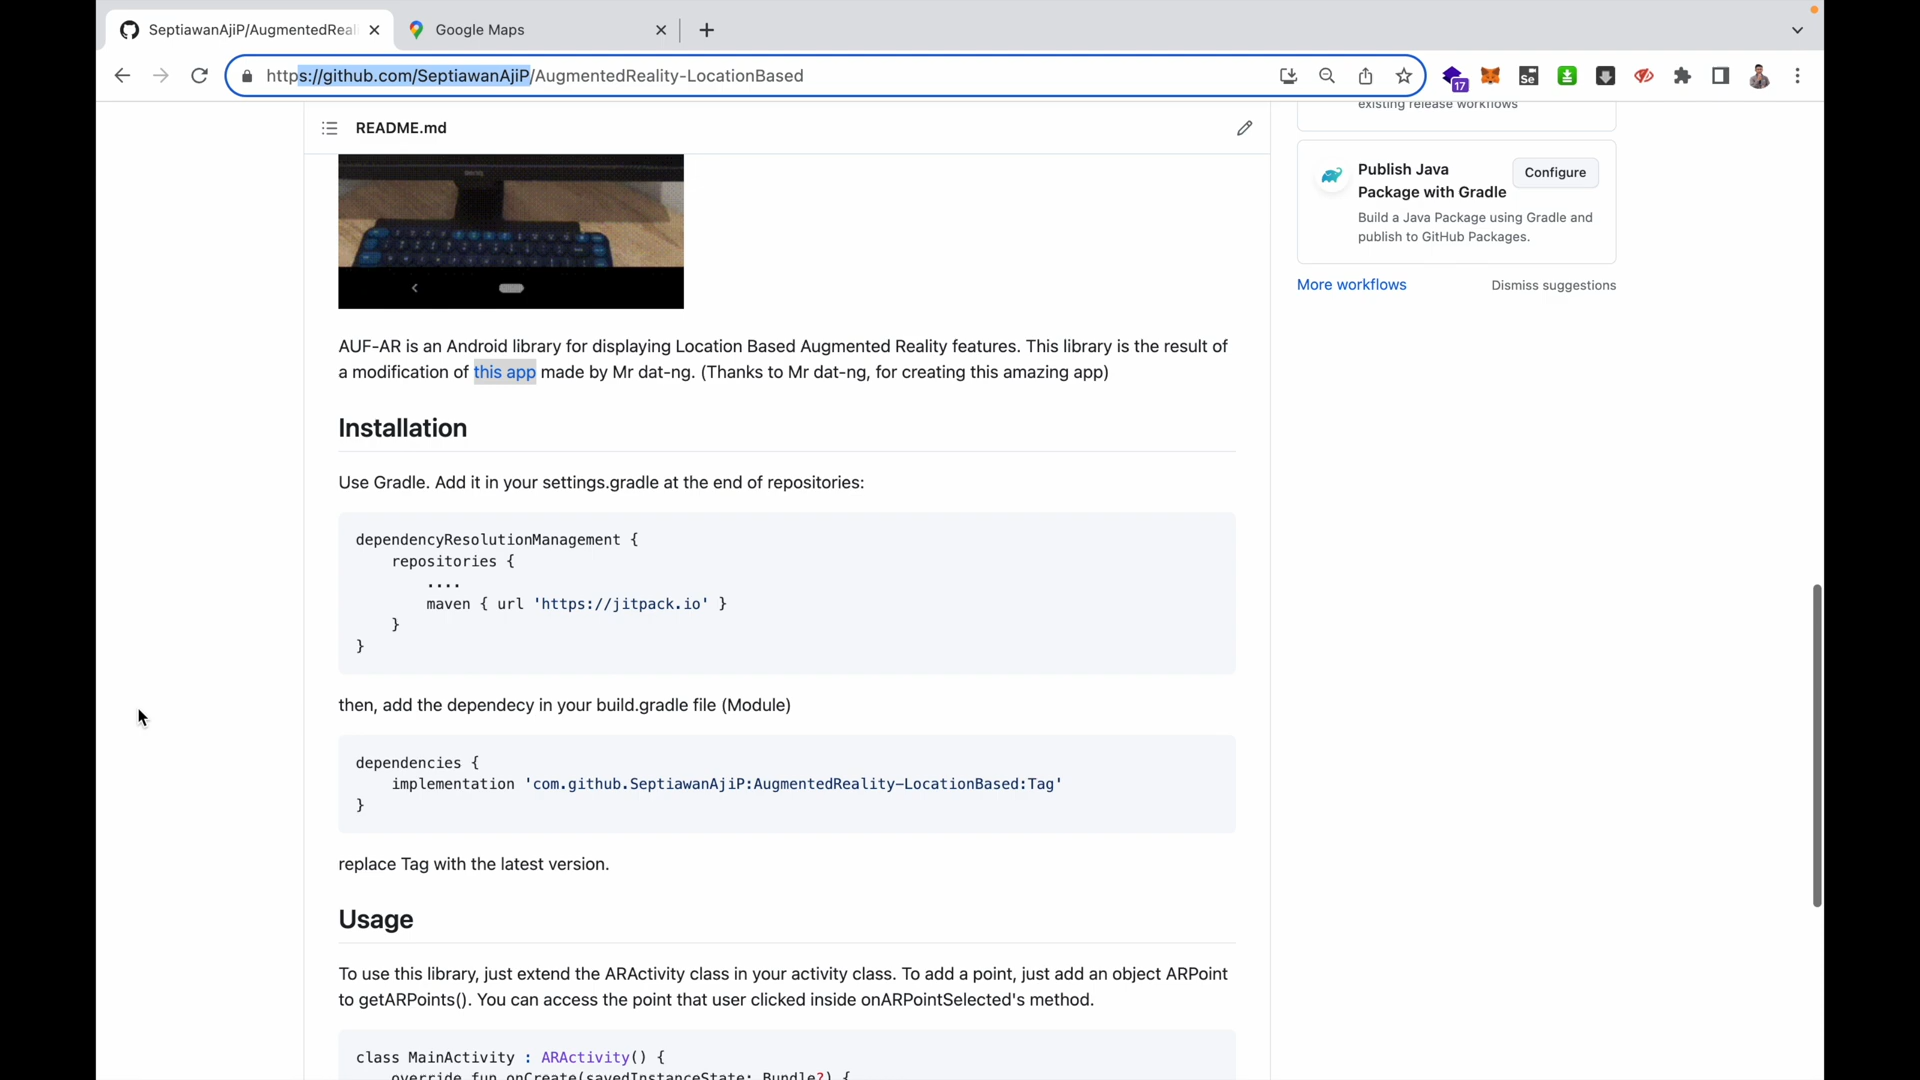 SeptiawanAjiP/AugmentedReal
Google Maps
https://github.com/SeptiawanAjiP/AugmentedReality-LocationBased
Se
17
existing release workflows
README.md
Publish Java
Package with Gradle
Configure
Build a Java Package using Gradle and
publish to GitHub Packages.
More workflows
Dismiss suggestions
BenQ
AUF-AR is an Android library for displaying Location Based Augmented Reality features. This library is the result of
a modification of this app made by Mr dat-ng. (Thanks to Mr dat-ng, for creating this amazing app)
Installation
Use Gradle. Add it in your settings.gradle at the end of repositories:
dependencyResolutionManagement {
repositories {
....
maven { url 'https://jitpack.io' }
}
}
then, add the dependecy in your build.gradle file (Module)
dependencies {
implementation 'com.github.SeptiawanAjiP:AugmentedReality-LocationBased:Tag'
}
replace Tag with the latest version.
Usage
To use this library, just extend the ARActivity class in your activity class. To add a point, just add an object ARPoint
to getARPoints(). You can access the point that user clicked inside onARPointSelected's method.
class MainActivity : ARActivity() {
override fun onCreate(savedInstanceState: Bundle?) {